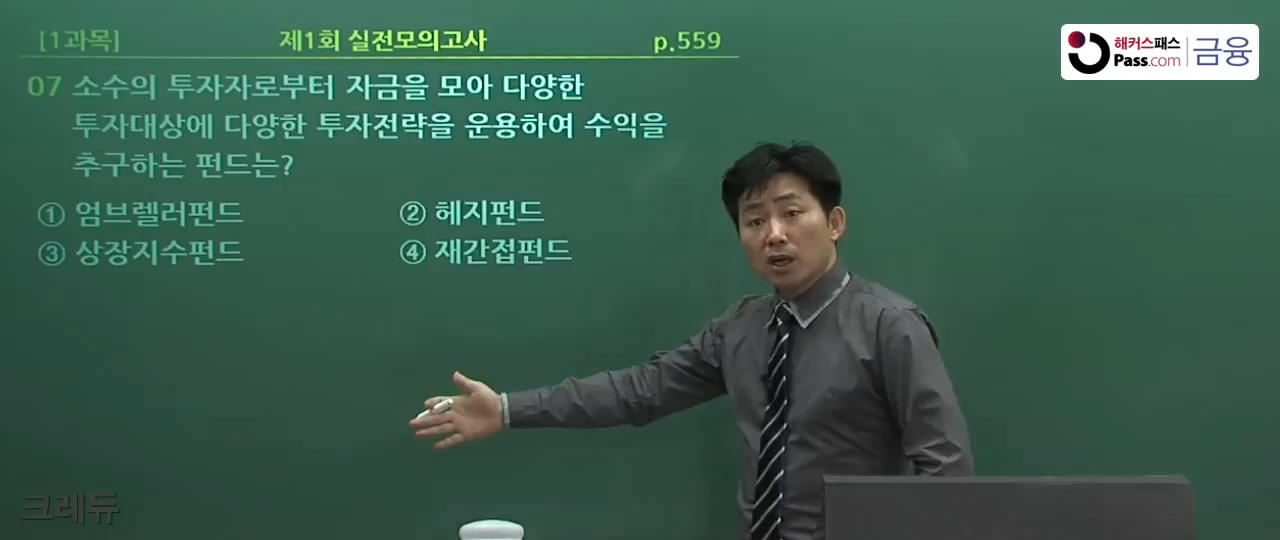 [1과목] 제1회 실전모의고사 p.559
해커스패스
Pass.com 금융
07 소수의 투자자로부터 자금을 모아 다양한
투자대상에 다양한 투자전략을 운용하여 수익을
추구하는 펀드는?
① 엄브렐러펀드 ② 헤지펀드
③ 상장지수펀드 ④ 재간접펀드
크레듀